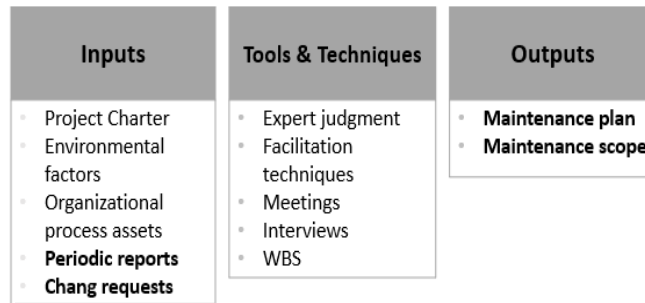 Inputs
Project Charter
Environmental
factors
Organizational
process assets
Periodic reports
Chang requests
Tools & Techniques
Expert judgment
Facilitation
techniques
Meetings
Interviews
WBS
Outputs
Maintenance plan
Maintenance scope